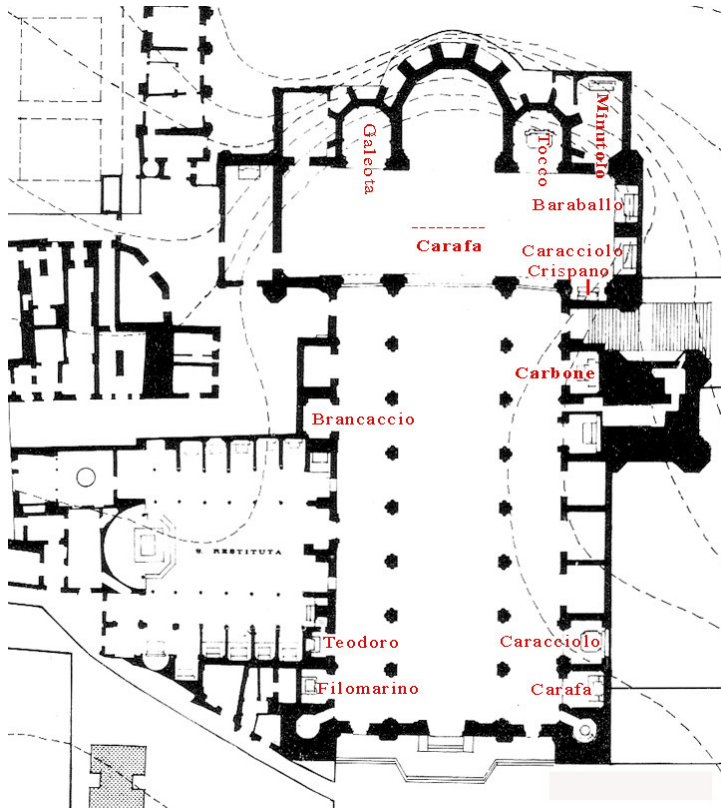 Galeota
Tocco
Minutolo
Baraballo
Carafa
Caracciolo
Crispano
Carbone
Brancaccio
S. RESTITUTA
Teodoro
Caracciolo
Filomarino
Carafa